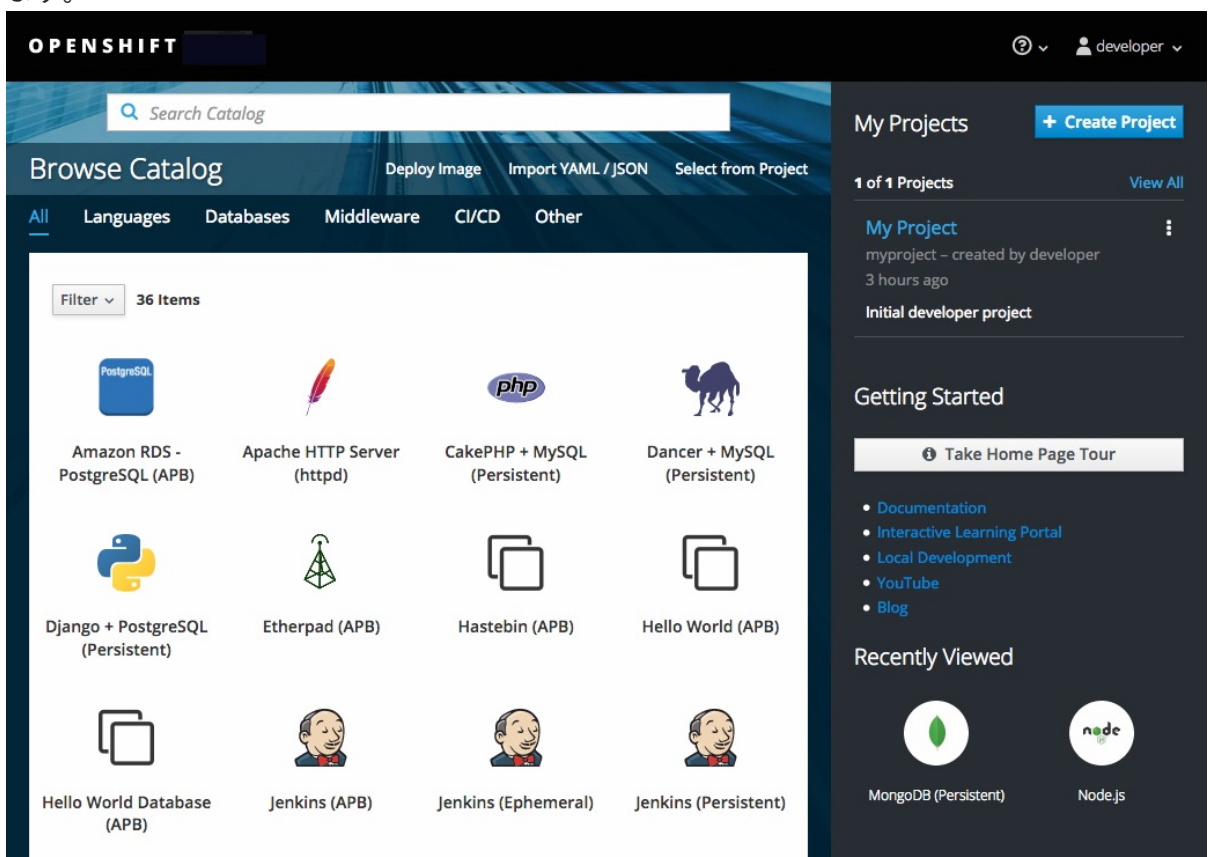 ます。
OPENSHIFT
developer
Search Catalog
Browse Catalog
Deploy Image
Import YAML / JSON
Select from Project
All
Languages
Databases
Middleware
CI/CD
Other
Filter
36 Items
PostgreSQL
Amazon RDS -
PostgreSQL (APB)
Apache HTTP Server
(httpd)
php
CakePHP + MySQL
(Persistent)
Dancer + MySQL
(Persistent)
Django + PostgreSQL
(Persistent)
Etherpad (APB)
Hastebin (APB)
Hello World (APB)
Hello World Database
(APB)
Jenkins (APB)
Jenkins (Ephemeral)
Jenkins (Persistent)
My Projects
+ Create Project
1 of 1 Projects
View All
My Project
myproject – created by developer
3 hours ago
Initial developer project
Getting Started
Take Home Page Tour
• Documentation
• Interactive Learning Portal
• Local Development
• YouTube
• Blog
Recently Viewed
MongoDB (Persistent)
node
Node.js